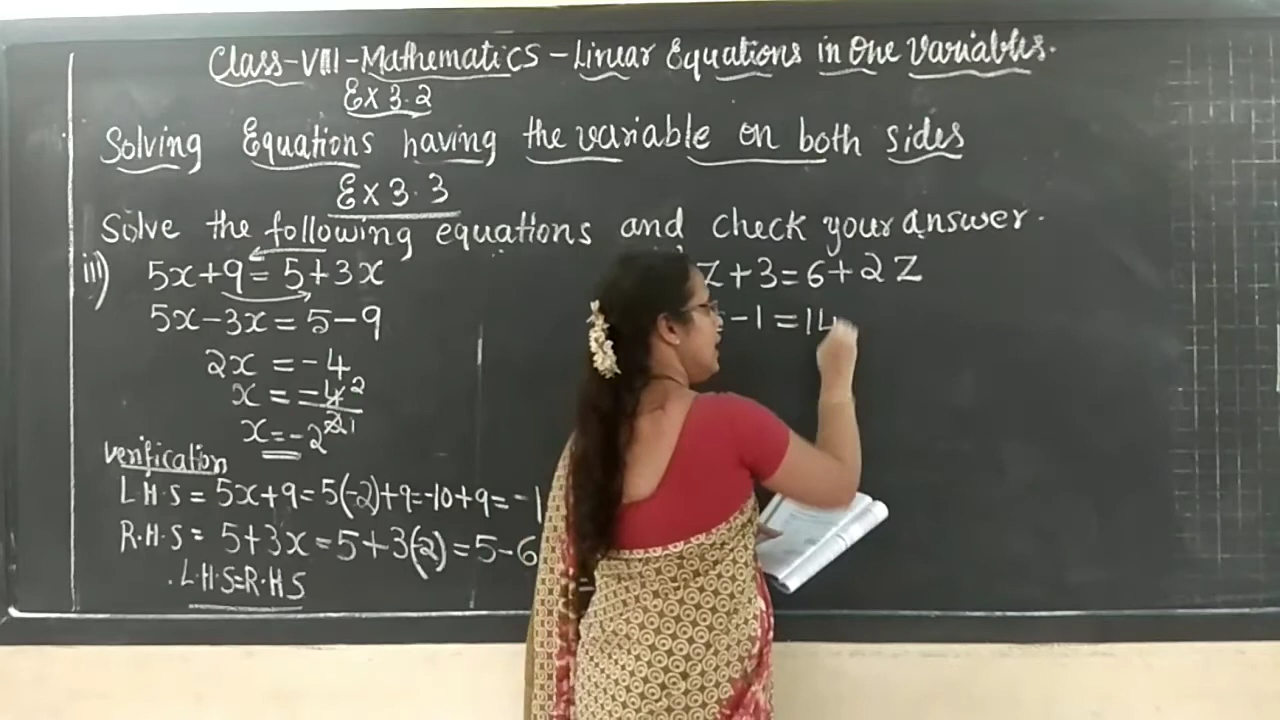 Class-VIII-Mathematics-Linear Equations in One Variables.
Ex 3.2
Solving Equations having the variable on both sides
Ex 3.3
Solve the following equations and check your answer.
iii) 5x+9=5+3x
5x-3x=5-9
2x=-4
x=-4 2
x=-2 2 1
Verification
L.H.S=5x+9=5(-2)+9=-10+9=-1
R.H.S=5+3x=5+3(-2)=5-6
.L.H.S=R.H.S
z+3=6+2z
-1=14